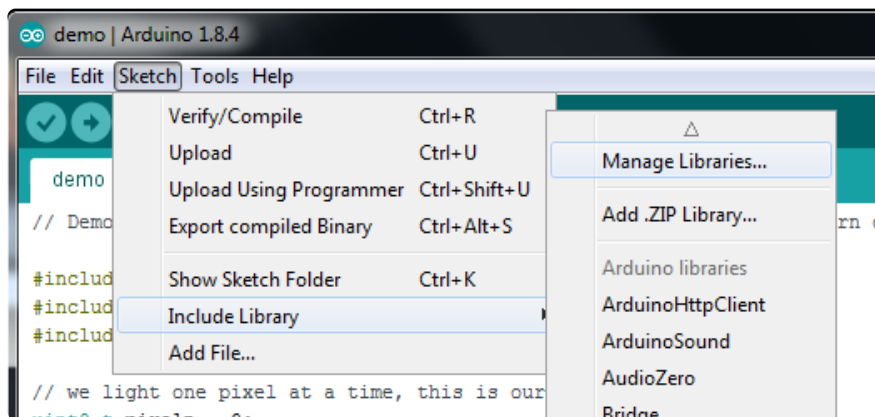 demo | Arduino 1.8.4
File Edit Sketch Tools Help
Verify/Compile Ctrl+R
Upload Ctrl+U
Upload Using Programmer Ctrl+Shift+U
Export compiled Binary Ctrl+Alt+S
Show Sketch Folder Ctrl+K
Include Library
Add File...
Manage Libraries...
Add .ZIP Library...
Arduino libraries
ArduinoHttpClient
ArduinoSound
AudioZero
Bridge
demo
// Demo
rn
#includ
#includ
#includ
// we light one pixel at a time, this is our